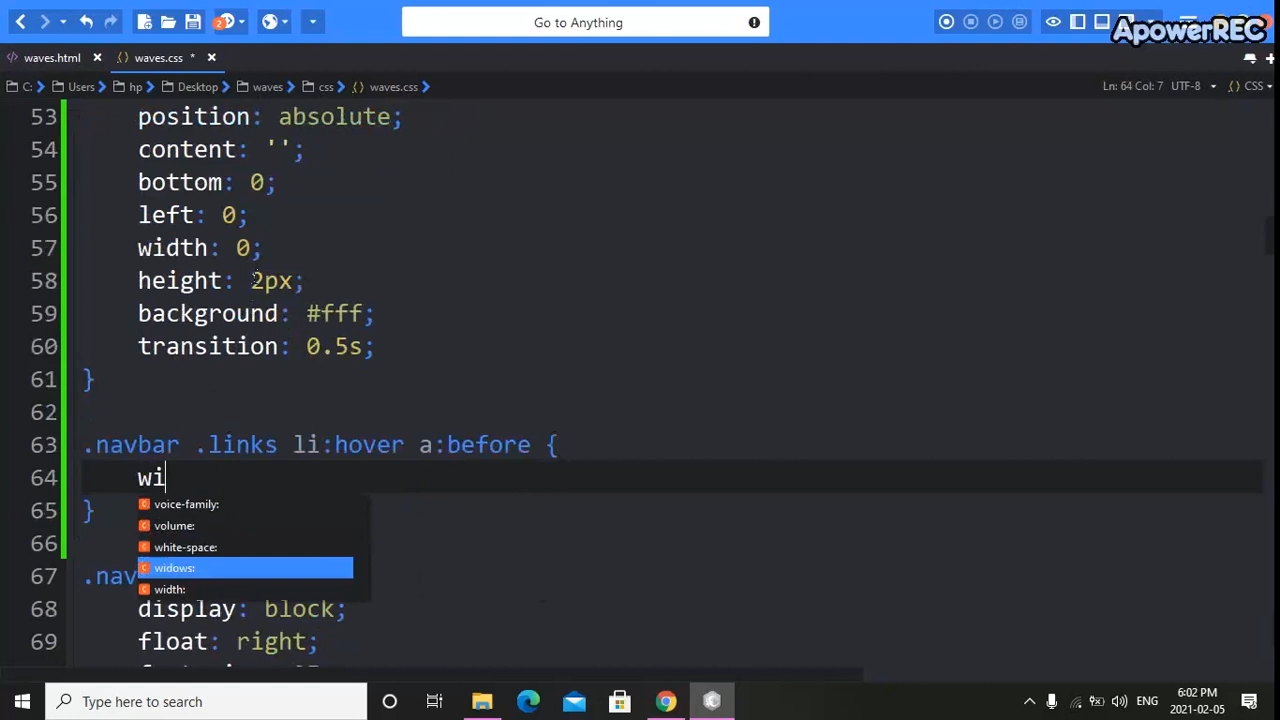 Go to Anything
ApowerREC
2
waves.html
waves.css *
C: Users hp Desktop waves css waves.css
Ln: 64 Col: 7 UTF-8 CSS
53 position: absolute;
54 content: '';
55 bottom: 0;
56 left: 0;
57 width: 0;
58 height: 2px;
59 background: #fff;
60 transition: 0.5s;
61 }
62
63 .navbar .links li:hover a:before {
64 wi
voice-family:
65 }
volume:
66
white-space:
widows:
67 .nav
width:
68 display: block;
69 float: right;
Type here to search
ENG
6:02 PM
2021-02-05